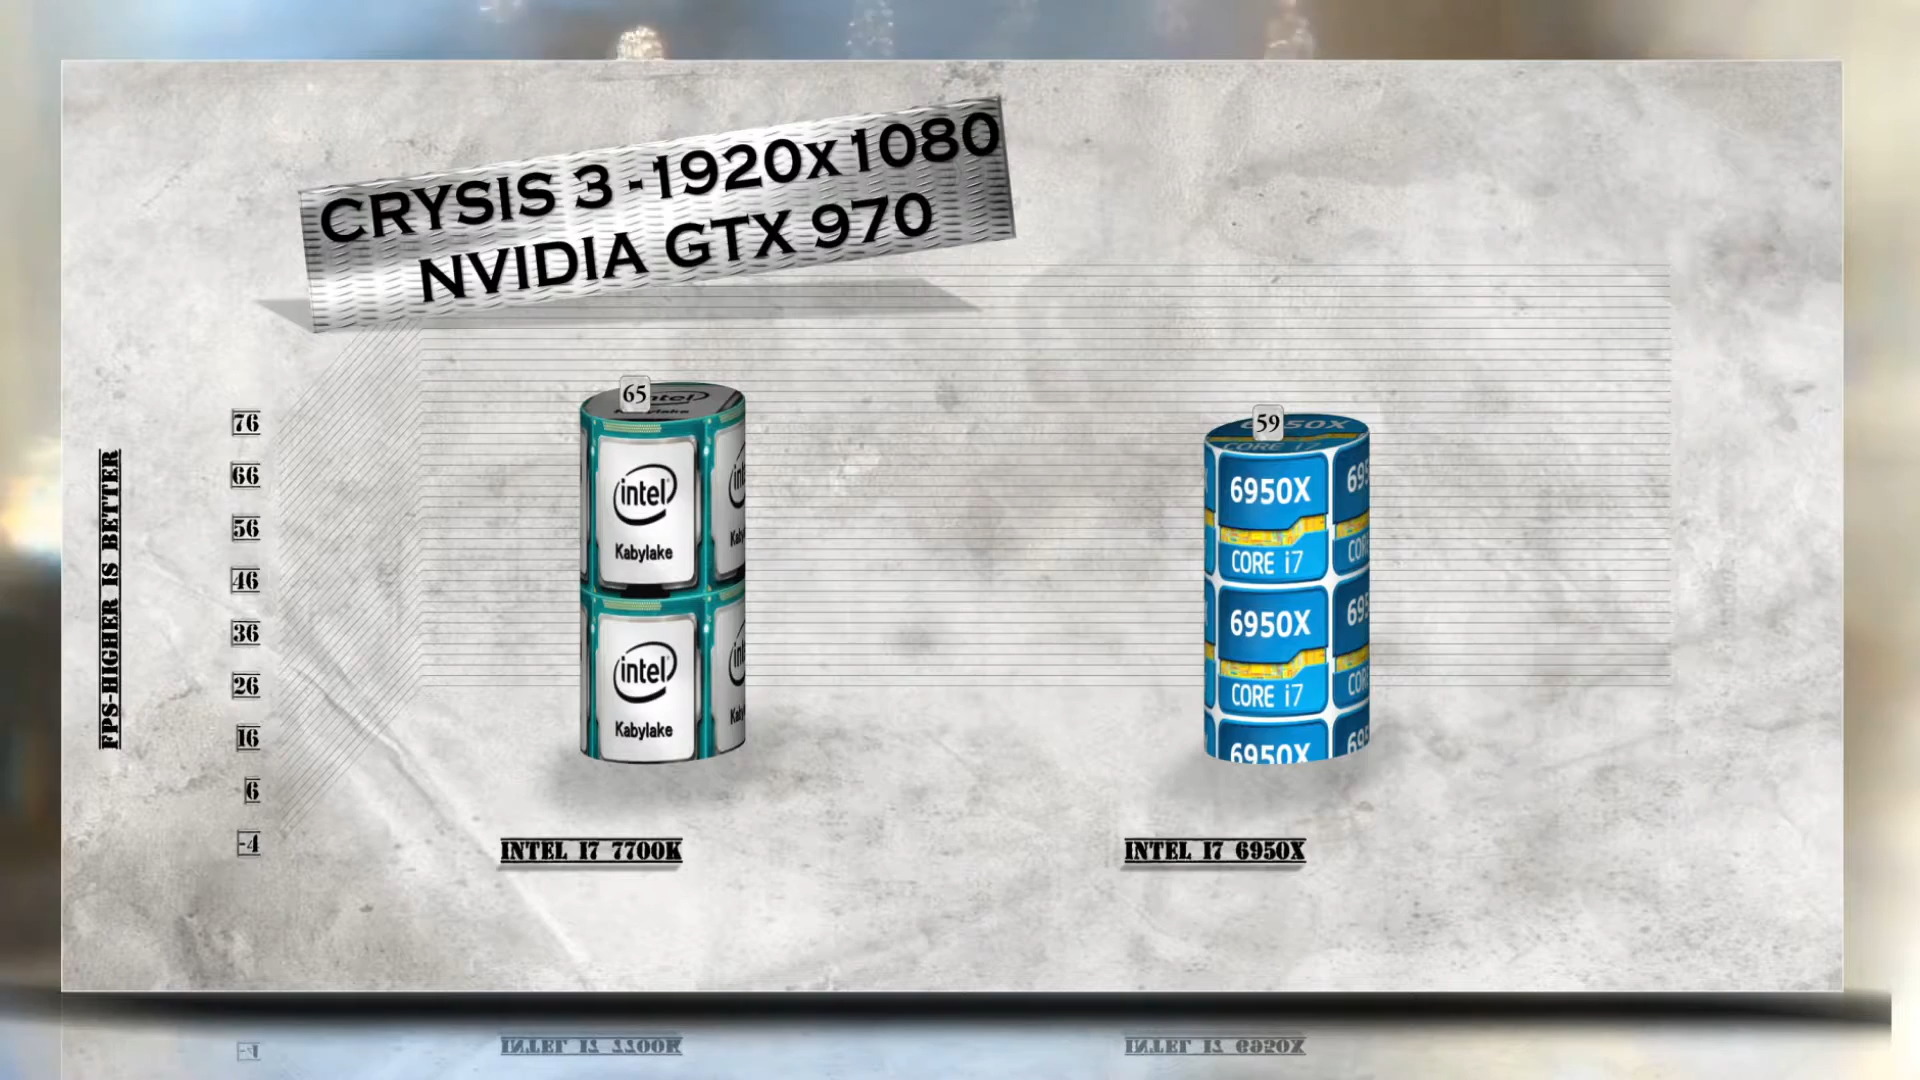 CRYSIS 3 -1920x1080
NVIDIA GTX 970
FPS-HIGHER IS BETTER
76
66
56
46
36
26
16
6
-4
65
intel
Kabylake
intel
Kabylake
59
6950X
CORE i7
6950X
CORE i7
6950X
INTEL I7 7700K
INTEL I7 6950X